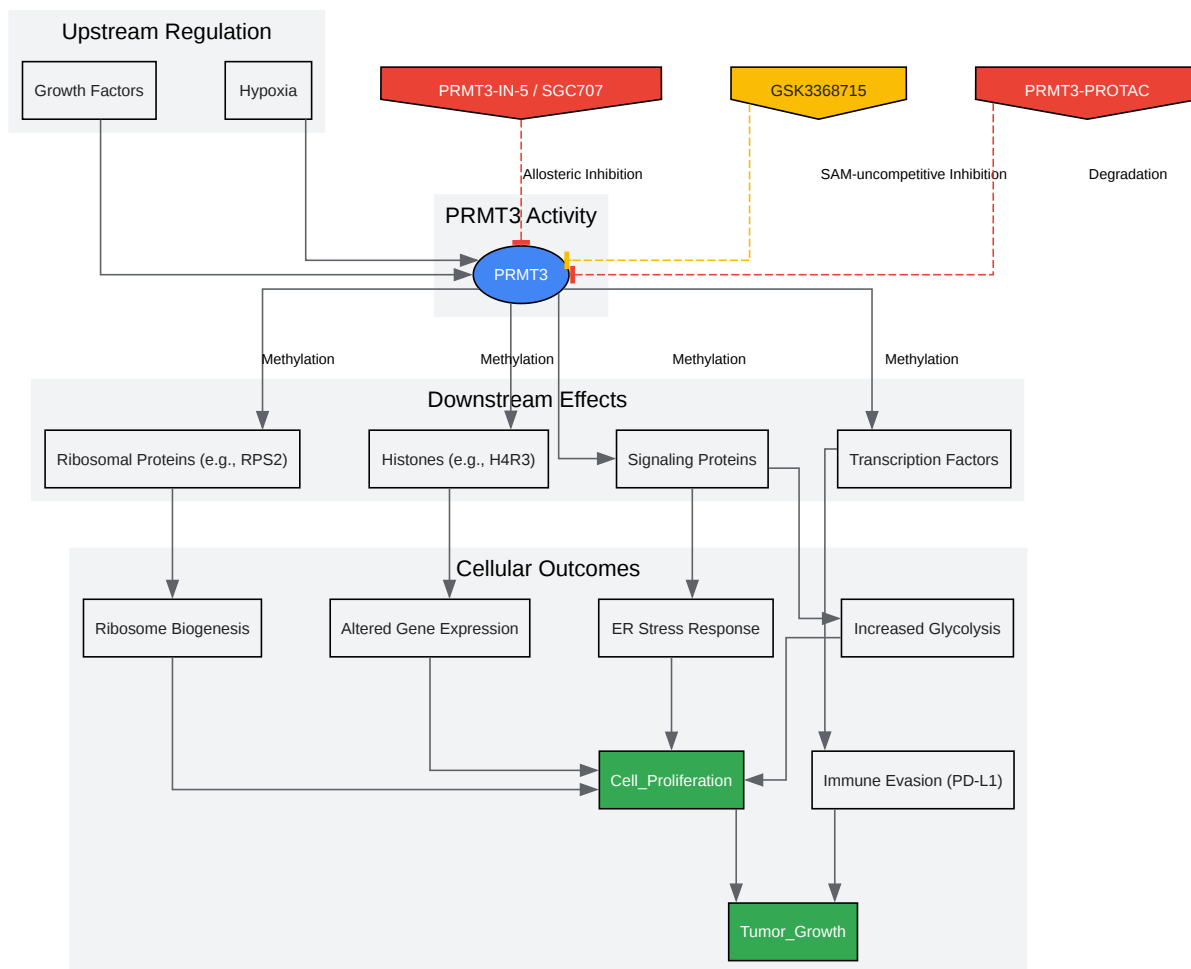 Upstream Regulation
Growth Factors
Hypoxia
PRMT3-IN-5 / SGC707
GSK3368715
PRMT3-PROTAC
Allosteric Inhibition
SAM-uncompetitive Inhibition
Degradation
PRMT3 Activity
PRMT3
Methylation
Methylation
Methylation
Methylation
Downstream Effects
Ribosomal Proteins (e.g., RPS2)
Histones (e.g., H4R3)
Signaling Proteins
Transcription Factors
Cellular Outcomes
Ribosome Biogenesis
Altered Gene Expression
ER Stress Response
Increased Glycolysis
Cell_Proliferation
Immune Evasion (PD-L1)
Tumor_Growth